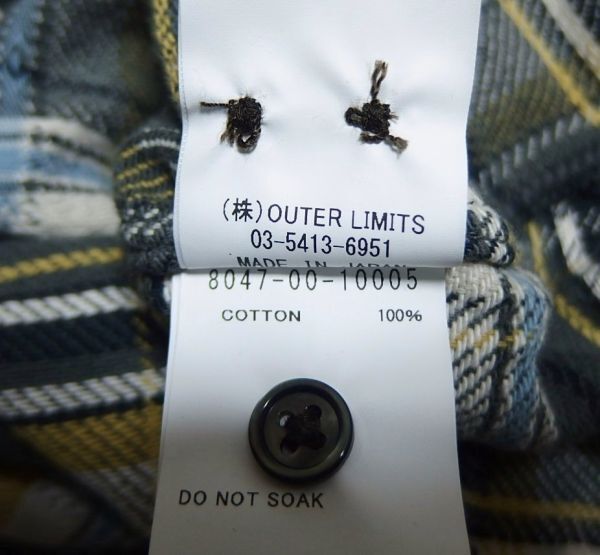 (株)OUTER LIMITS
03-5413-6951
MADE IN JAPAN
8047-00-10005
COTTON 100%
DO NOT SOAK